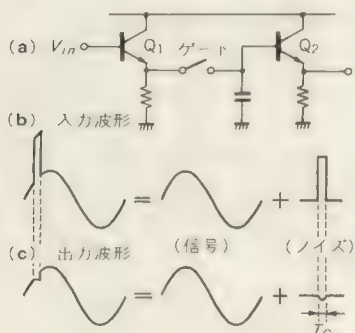 (a) Vin Q1 ゲート Q2
(b) 入力波形
= +
(c) 出力波形 (信号) (ノイズ)
= +